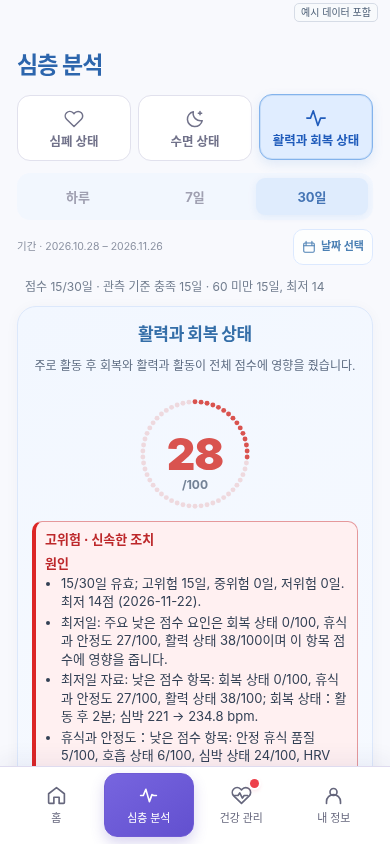 예시 데이터 포함
심층 분석
심폐 상태
수면 상태
활력과 회복 상태
하루
7일
30일
기간 · 2026.10.28 – 2026.11.26
날짜 선택
점수 15/30일 · 관측 기준 충족 15일 · 60 미만 15일, 최저 14
활력과 회복 상태
주로 활동 후 회복와 활력과 활동이 전체 점수에 영향을 줬습니다.
28
/100
고위험 · 신속한 조치
원인
• 15/30일 유효; 고위험 15일, 중위험 0일, 저위험 0일.
최저 14점 (2026-11-22).
• 최저일: 주요 낮은 점수 요인은 회복 상태 0/100, 휴식
과 안정도 27/100, 활력 상태 38/100이며 이 항목 점
수에 영향을 줍니다.
• 최저일 자료: 낮은 점수 항목: 회복 상태 0/100, 휴식
과 안정도 27/100, 활력 상태 38/100; 회복 상태：활
동 후 2분; 심박 221 → 234.8 bpm.
• 휴식과 안정도：낮은 점수 항목: 안정 휴식 품질
5/100, 호흡 상태 6/100, 심박 상태 24/100, HRV
홈
심층 분석
건강 관리
내 정보